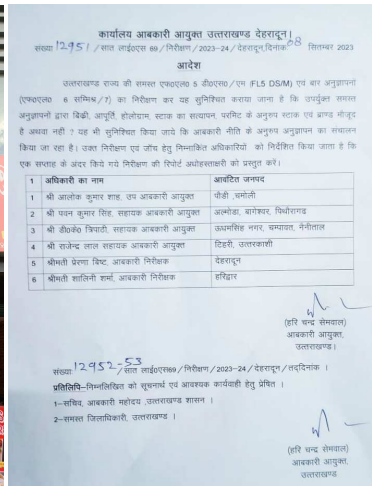 कार्यालय आबकारी आयुक्त उत्तराखण्ड देहरादून।
संख्या 12951 / सात लाई0एस 69 / निरीक्षण / 2023-24 / देहरादून,दिनांक 08 सितम्बर 2023
आदेश
उत्तराखण्ड राज्य की समस्त एफ0एल0 5 डी0एस0 / एम (FL5 DS/M) एवं बार अनुज्ञापनों
(एफ0एल0 6 सम्मिश्र / 7) का निरीक्षण कर यह सुनिश्चित कराया जाना है कि उपर्युक्त समस्त
अनुज्ञापनों द्वारा बिक्री, आपूर्ति, होलोग्राम, स्टाक का सत्यापन, परमिट के अनुरुप स्टाक एवं ब्राण्ड मौजूद
है अथवा नहीं ? यह भी सुनिश्चित किया जाये कि आबकारी नीति के अनुरुप अनुज्ञापन का संचालन
किया जा रहा है। उक्त निरीक्षण एवं जाँच हेतु निम्नांकित अधिकारियों को निर्देशित किया जाता है कि
एक सप्ताह के अंदर किये गये निरीक्षण की रिपोर्ट अधोहस्ताक्षरी को प्रस्तुत करें।
1 अधिकारी का नाम आवंटित जनपद
1 श्री आलोक कुमार शाह, उप आबकारी आयुक्त पौडी ,चमोली
2 श्री पवन कुमार सिंह, सहायक आबकारी आयुक्त अल्मोडा, बागेश्वर, पिथौरागढ
3 श्री डी0के0 त्रिपाठी, सहायक आबकारी आयुक्त ऊधमसिंह नगर, चम्पावत, नैनीताल
4 श्री राजेन्द्र लाल सहायक आबकारी आयुक्त टिहरी, उत्तरकाशी
5 श्रीमती प्रेरणा बिष्ट, आबकारी निरीक्षक देहरादून
6 श्रीमती शालिनी शर्मा, आबकारी निरीक्षक हरिद्वार
(हरि चन्द्र सेमवाल)
आबकारी आयुक्त,
उत्तराखण्ड।
संख्या 12952-53 / सात लाई0एस69 / निरीक्षण / 2023-24 / देहरादून / तद्दिनांक ।
प्रतिलिपि-निम्नलिखित को सूचनार्थ एवं आवश्यक कार्यवाही हेतु प्रेषित ।
1-सचिव, आबकारी महोदय ,उत्तराखण्ड शासन ।
2-समस्त जिलाधिकारी, उत्तराखण्ड ।
(हरि चन्द्र सेमवाल)
आबकारी आयुक्त,
उत्तराखण्ड